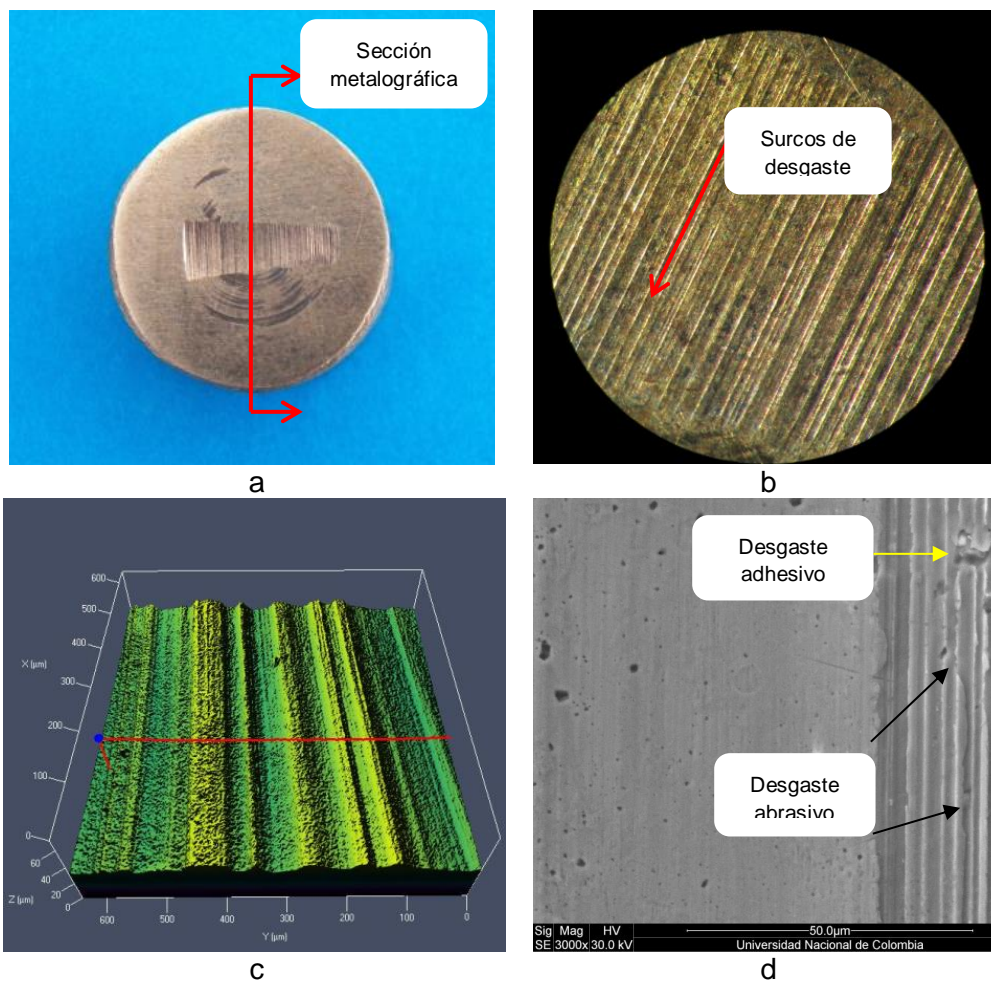 Sección
metalográfica
a
Surcos de
desgaste
b
600
500
400
X [µm]
300
200
100
0
60
40
Z [µm]
20
0
600
500
400
300
200
100
0
Y [µm]
c
Desgaste
adhesivo
Desgaste
abrasivo
Sig Mag HV 50.0µm
SE 3000x 30.0 kV Universidad Nacional de Colombia
d